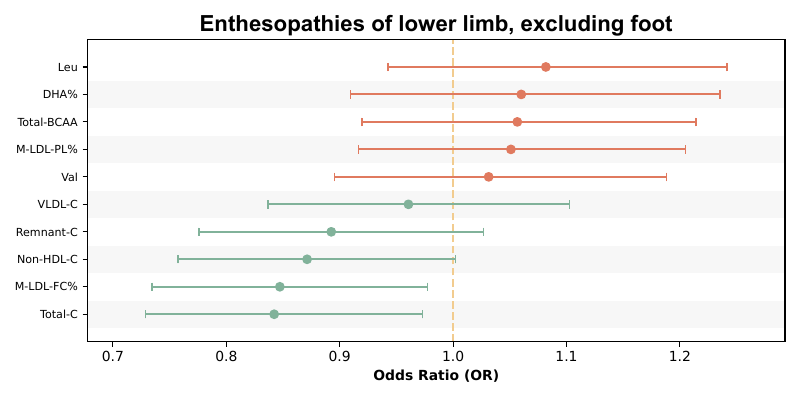 Enthesopathies of lower limb, excluding foot
Leu
DHA%
Total-BCAA
M-LDL-PL%
Val
VLDL-C
Remnant-C
Non-HDL-C
M-LDL-FC%
Total-C
0.7 0.8 0.9 1.0 1.1 1.2
Odds Ratio (OR)